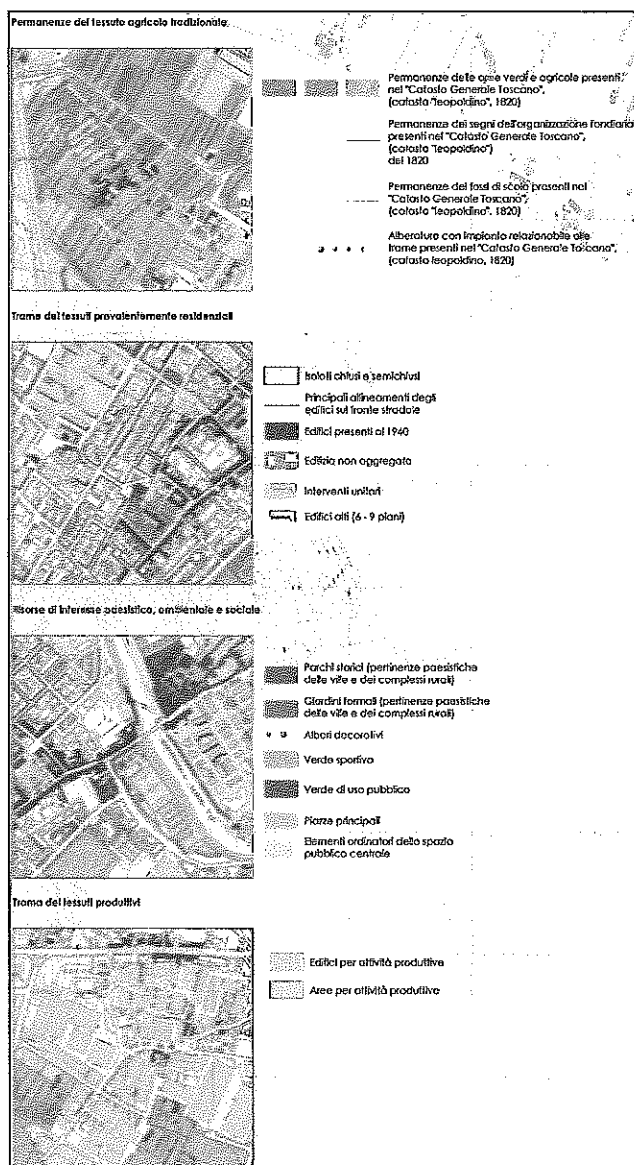 Permanenze del tessuto agricolo tradizionale
Permanenze delle aree verdi e agricole presenti
nel "Catasto Generale Toscano",
(catasto "leopoldino", 1820)
Permanenze dei segni dell'organizzazione fondiaria
presenti nel "Catasto Generale Toscano",
(catasto "leopoldino")
del 1820
Permanenze dei fossi di scolo presenti nel
"Catasto Generale Toscano",
(catasto "leopoldino", 1820)
Alberature con impianto relazionabile alle
trame presenti nel "Catasto Generale Toscano",
(catasto leopoldino, 1820)
Trama dei tessuti prevalentemente residenziali
Isolati chiusi e semichiusi
Principali allineamenti degli
edifici sul fronte stradale
Edifici presenti al 1940
Edilizia non aggregata
Interventi unitari
Edifici alti (6 - 9 piani)
Risorse di interesse paesistico, ambientale e sociale
Parchi storici (pertinenze paesistiche
delle ville e dei complessi rurali)
Giardini formali (pertinenze paesistiche
delle ville e dei complessi rurali)
Alberi decorativi
Verde sportivo
Verde di uso pubblico
Piazze principali
Elementi ordinatori dello spazio
pubblico centrale
Trama dei tessuti produttivi
Edifici per attività produttive
Aree per attività produttive